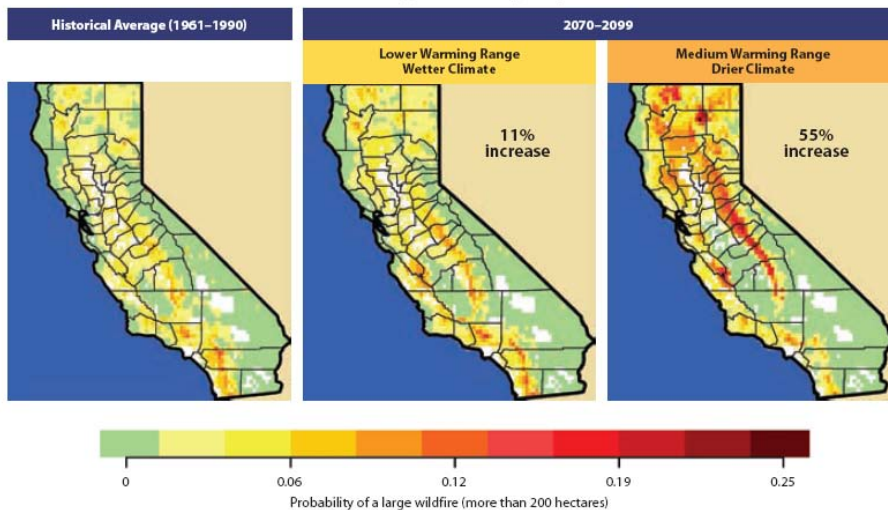 Historical Average (1961–1990)
2070–2099
Lower Warming Range
Wetter Climate
Medium Warming Range
Drier Climate
11%
increase
55%
increase
0
0.06
0.12
0.19
0.25
Probability of a large wildfire (more than 200 hectares)